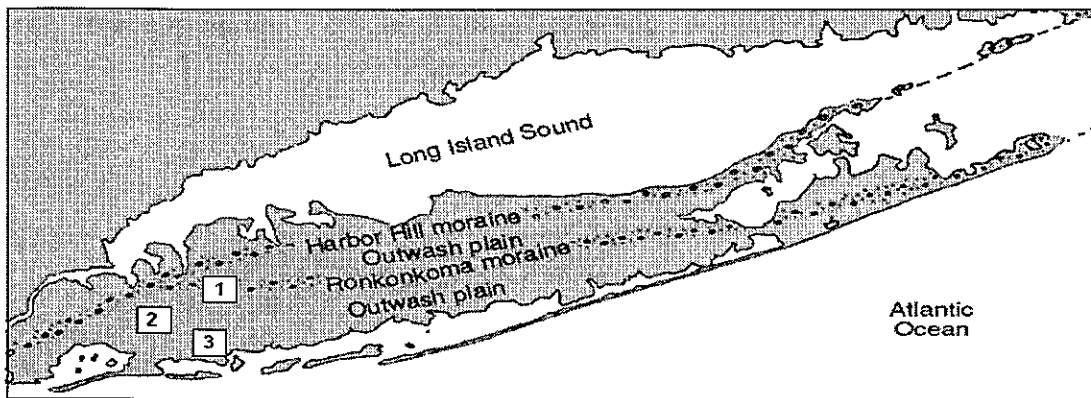 Long Island Sound
Harbor Hill moraine
Outwash plain
Ronkonkoma moraine
Outwash plain
1
2
3
Atlantic
Ocean